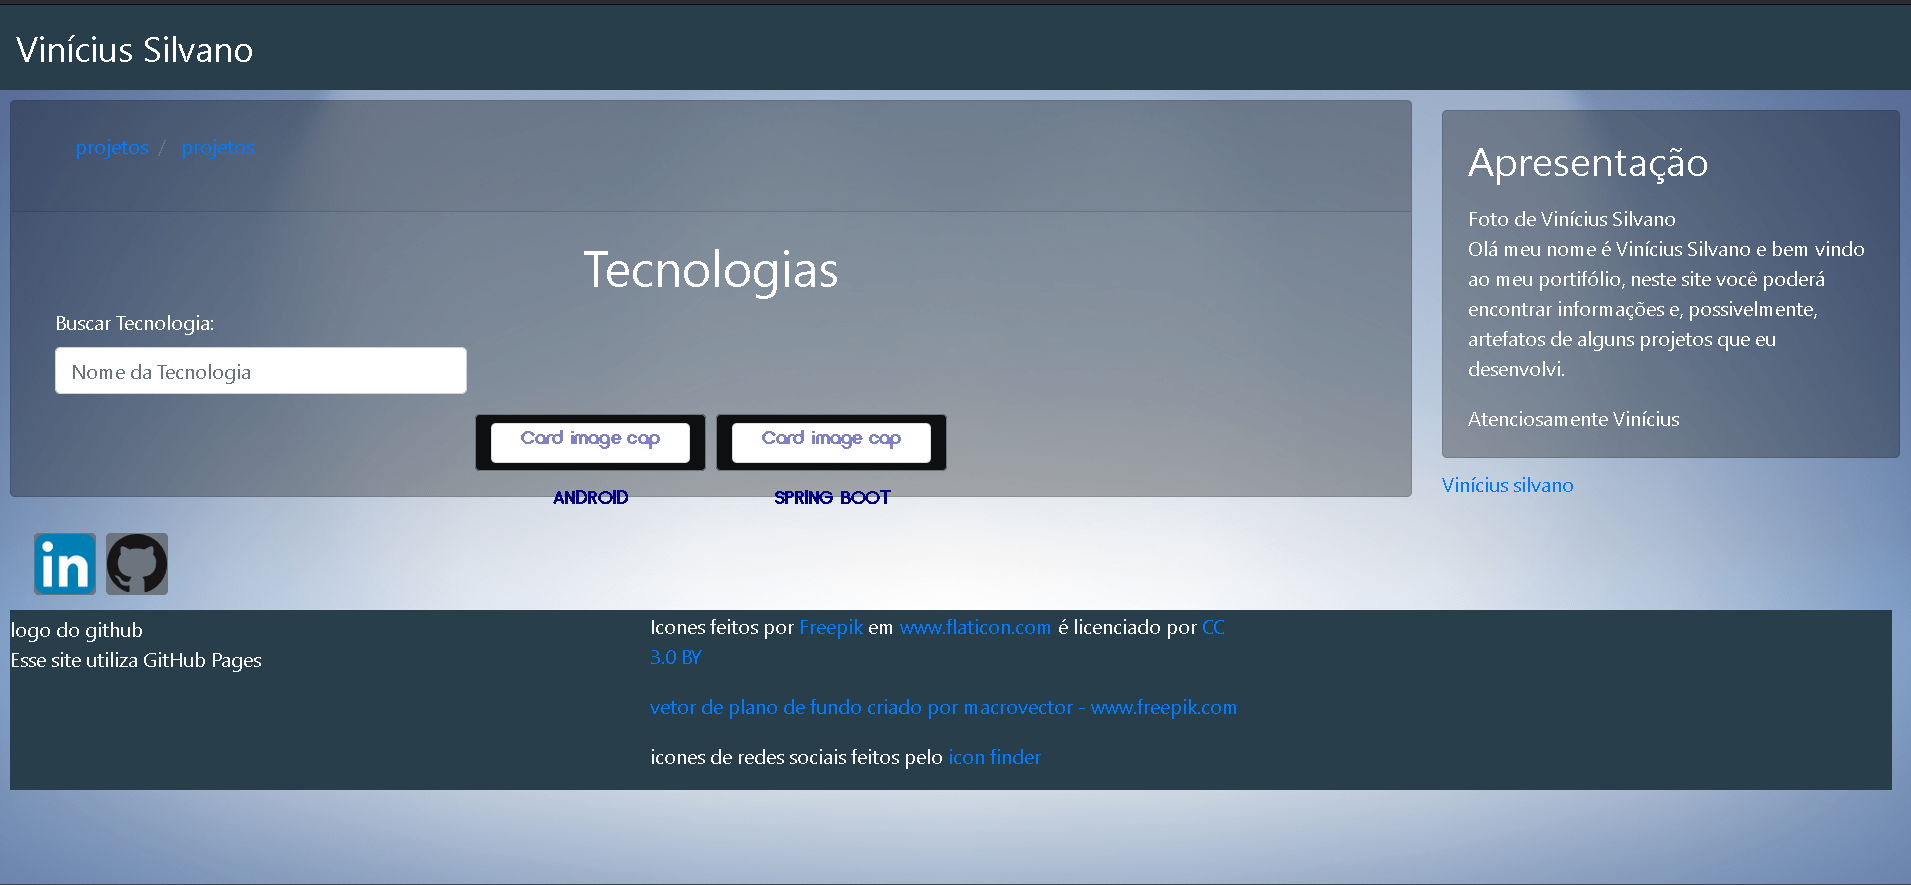 Vinícius Silvano
projetos / projetos
Tecnologias
Buscar Tecnologia:
Nome da Tecnologia
Card image cap
ANDROID
Card image cap
SPRING BOOT
Apresentação
Foto de Vinícius Silvano
Olá meu nome é Vinícius Silvano e bem vindo
ao meu portifólio, neste site você poderá
encontrar informações e, possivelmente,
artefatos de alguns projetos que eu
desenvolvi.
Atenciosamente Vinícius
Vinícius silvano
in
logo do github
Esse site utiliza GitHub Pages
Icones feitos por Freepik em www.flaticon.com é licenciado por CC
3.0 BY
vetor de plano de fundo criado por macrovector - www.freepik.com
icones de redes sociais feitos pelo icon finder